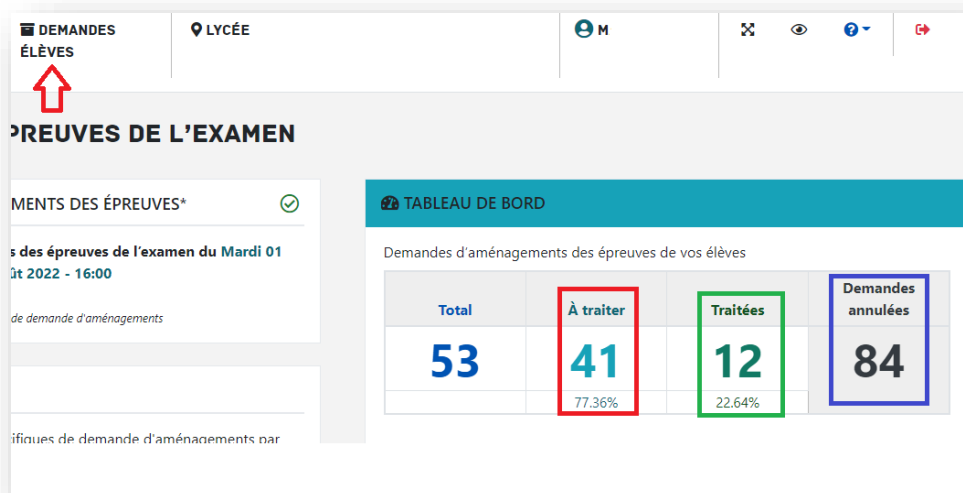 DEMANDES
ÉLÈVES
LYCÉE
M
PREUVES DE L'EXAMEN
MENTS DES ÉPREUVES*
s des épreuves de l'examen du Mardi 01
ût 2022 - 16:00
de demande d'aménagements
ifiques de demande d'aménagements par
TABLEAU DE BORD
Demandes d'aménagements des épreuves de vos élèves
Total
À traiter
Traitées
Demandes
annulées
53
41
12
84
77.36%
22.64%